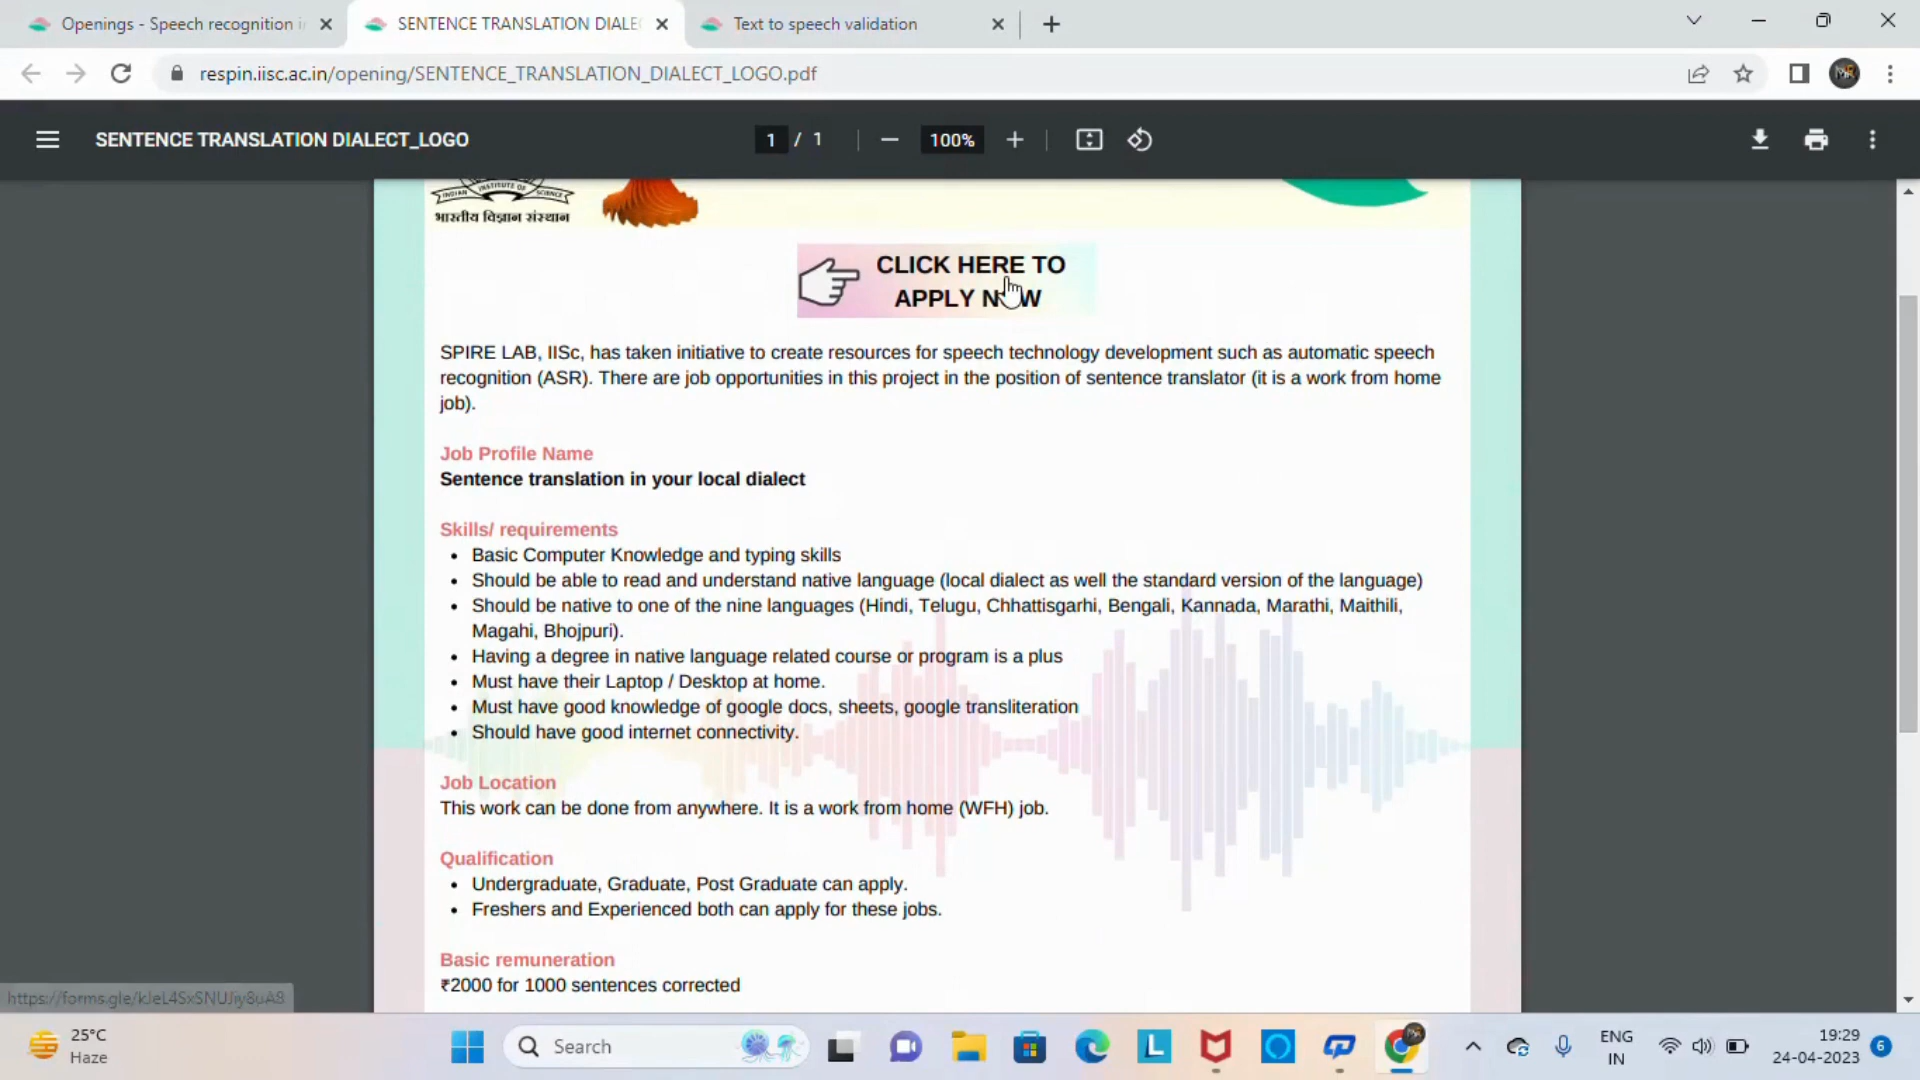 Openings - Speech recognition i
SENTENCE TRANSLATION DIALE
Text to speech validation
respin.iisc.ac.in/opening/SENTENCE_TRANSLATION_DIALECT_LOGO.pdf
MR
SENTENCE TRANSLATION DIALECT_LOGO
1 / 1
100%
INDIAN INSTITUTE OF SCIENCE
भारतीय विज्ञान संस्थान
CLICK HERE TO
APPLY NOW
SPIRE LAB, IISc, has taken initiative to create resources for speech technology development such as automatic speech
recognition (ASR). There are job opportunities in this project in the position of sentence translator (it is a work from home
job).
Job Profile Name
Sentence translation in your local dialect
Skills/ requirements
• Basic Computer Knowledge and typing skills
• Should be able to read and understand native language (local dialect as well the standard version of the language)
• Should be native to one of the nine languages (Hindi, Telugu, Chhattisgarhi, Bengali, Kannada, Marathi, Maithili,
Magahi, Bhojpuri).
• Having a degree in native language related course or program is a plus
• Must have their Laptop / Desktop at home.
• Must have good knowledge of google docs, sheets, google transliteration
• Should have good internet connectivity.
Job Location
This work can be done from anywhere. It is a work from home (WFH) job.
Qualification
• Undergraduate, Graduate, Post Graduate can apply.
• Freshers and Experienced both can apply for these jobs.
Basic remuneration
₹2000 for 1000 sentences corrected
25°C
Haze
Search
L
ENG
IN
19:29
24-04-2023
6